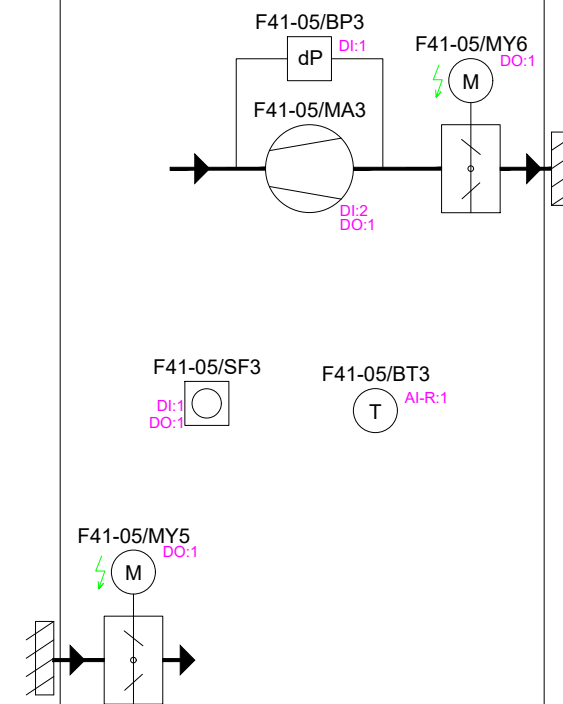 F41-05/BP3
DI:1
dP
F41-05/MY6
DO:1
M
F41-05/MA3
DI:2
DO:1
F41-05/SF3
DI:1
DO:1
F41-05/BT3
AI-R:1
T
F41-05/MY5
DO:1
M